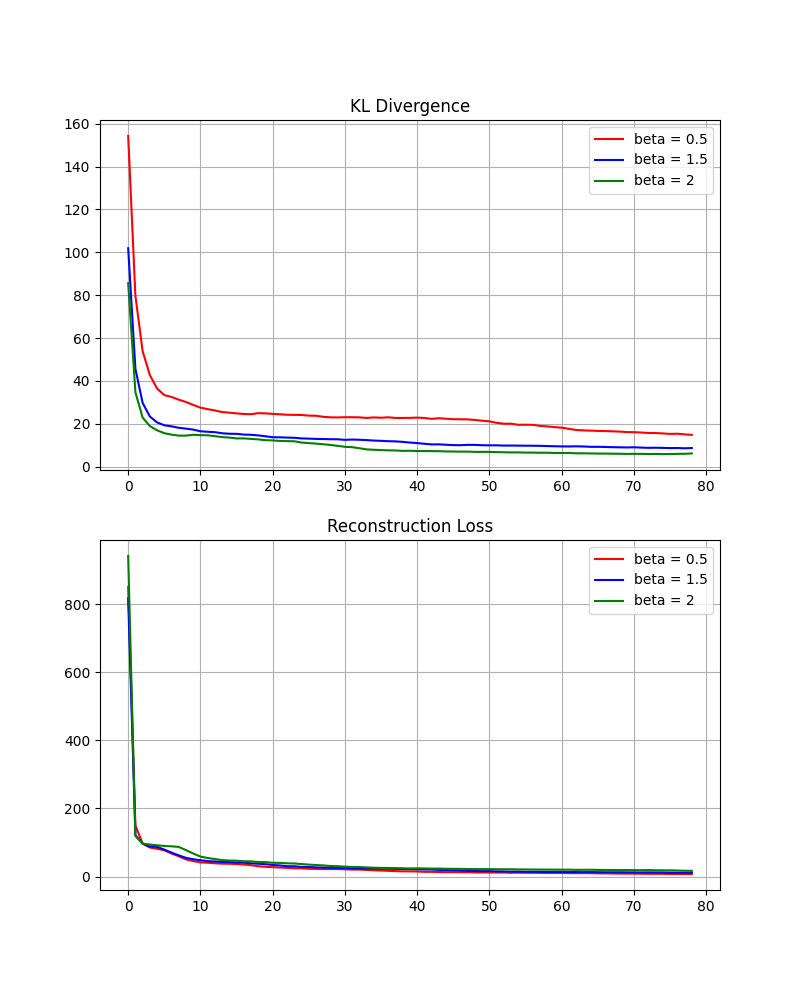 KL Divergence
160
140
120
100
80
60
40
20
0
beta = 0.5
beta = 1.5
beta = 2
0 10 20 30 40 50 60 70 80
Reconstruction Loss
800
600
400
200
0
beta = 0.5
beta = 1.5
beta = 2
0 10 20 30 40 50 60 70 80